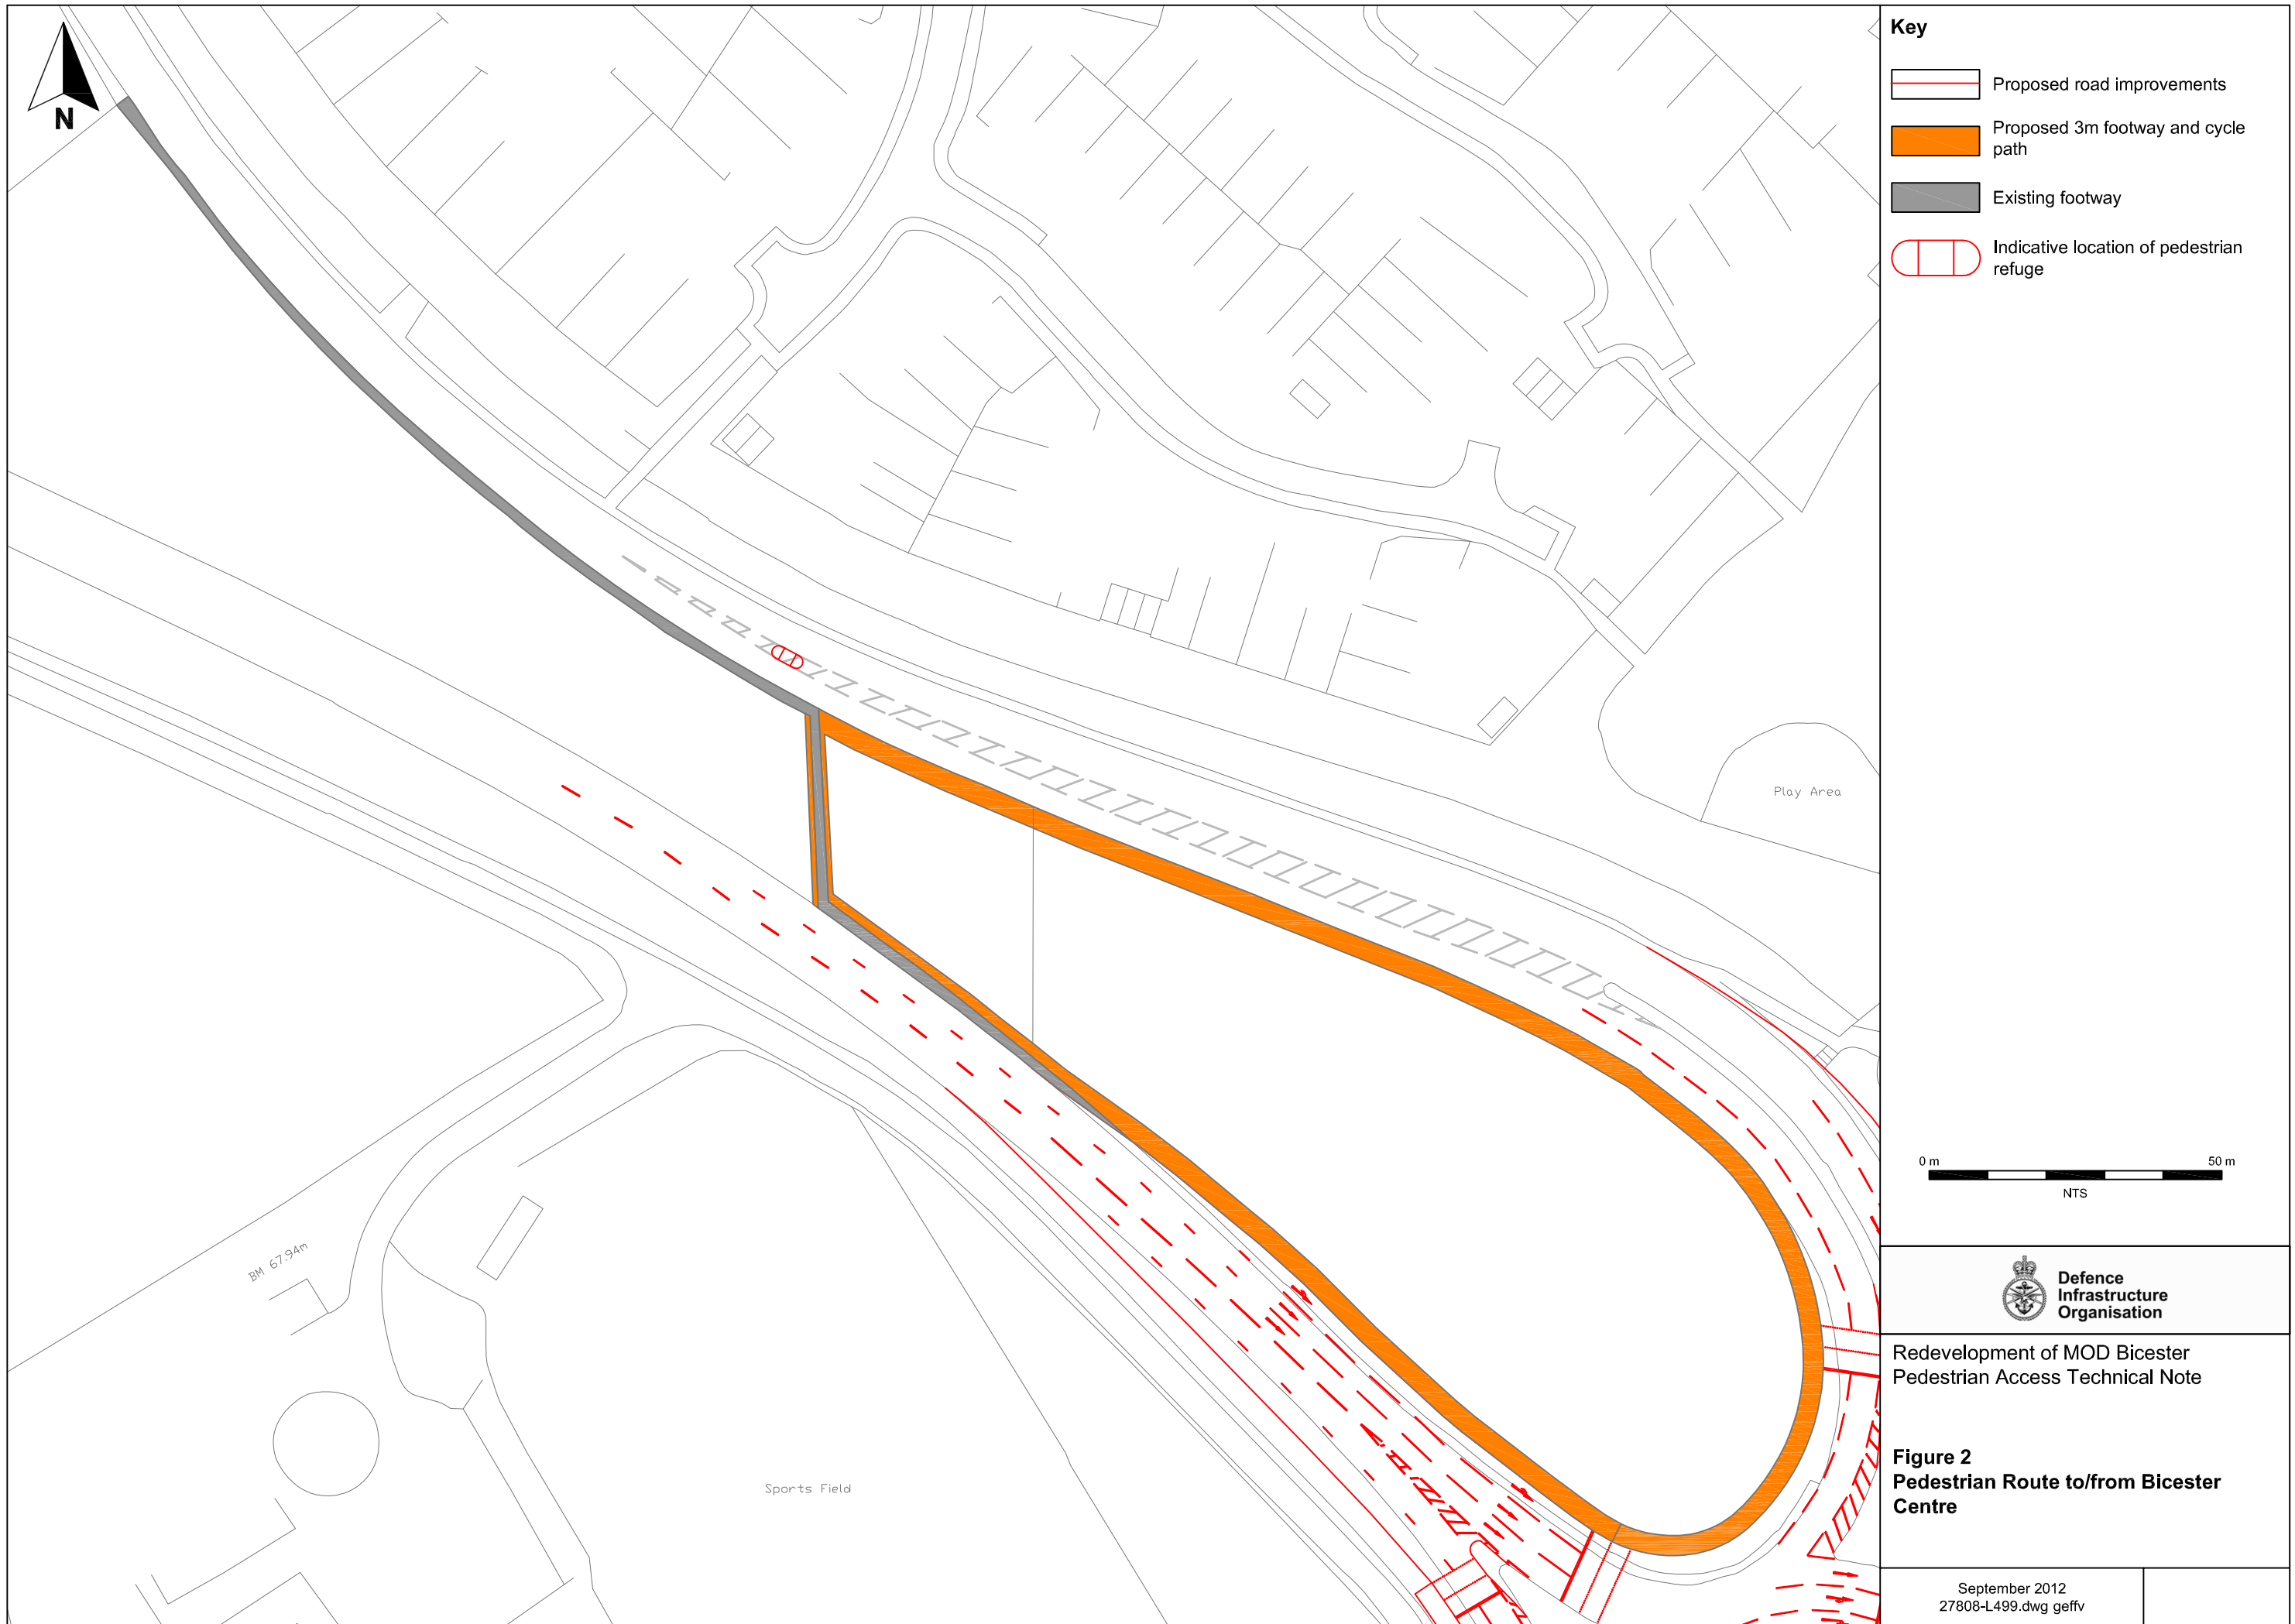 N
Key
Proposed road improvements
Proposed 3m footway and cycle
path
Existing footway
Indicative location of pedestrian
refuge
Play Area
BM 67.94m
Sports Field
0 m
50 m
NTS
Defence
Infrastructure
Organisation
Redevelopment of MOD Bicester
Pedestrian Access Technical Note
Figure 2
Pedestrian Route to/from Bicester
Centre
September 2012
27808-L499.dwg geffv